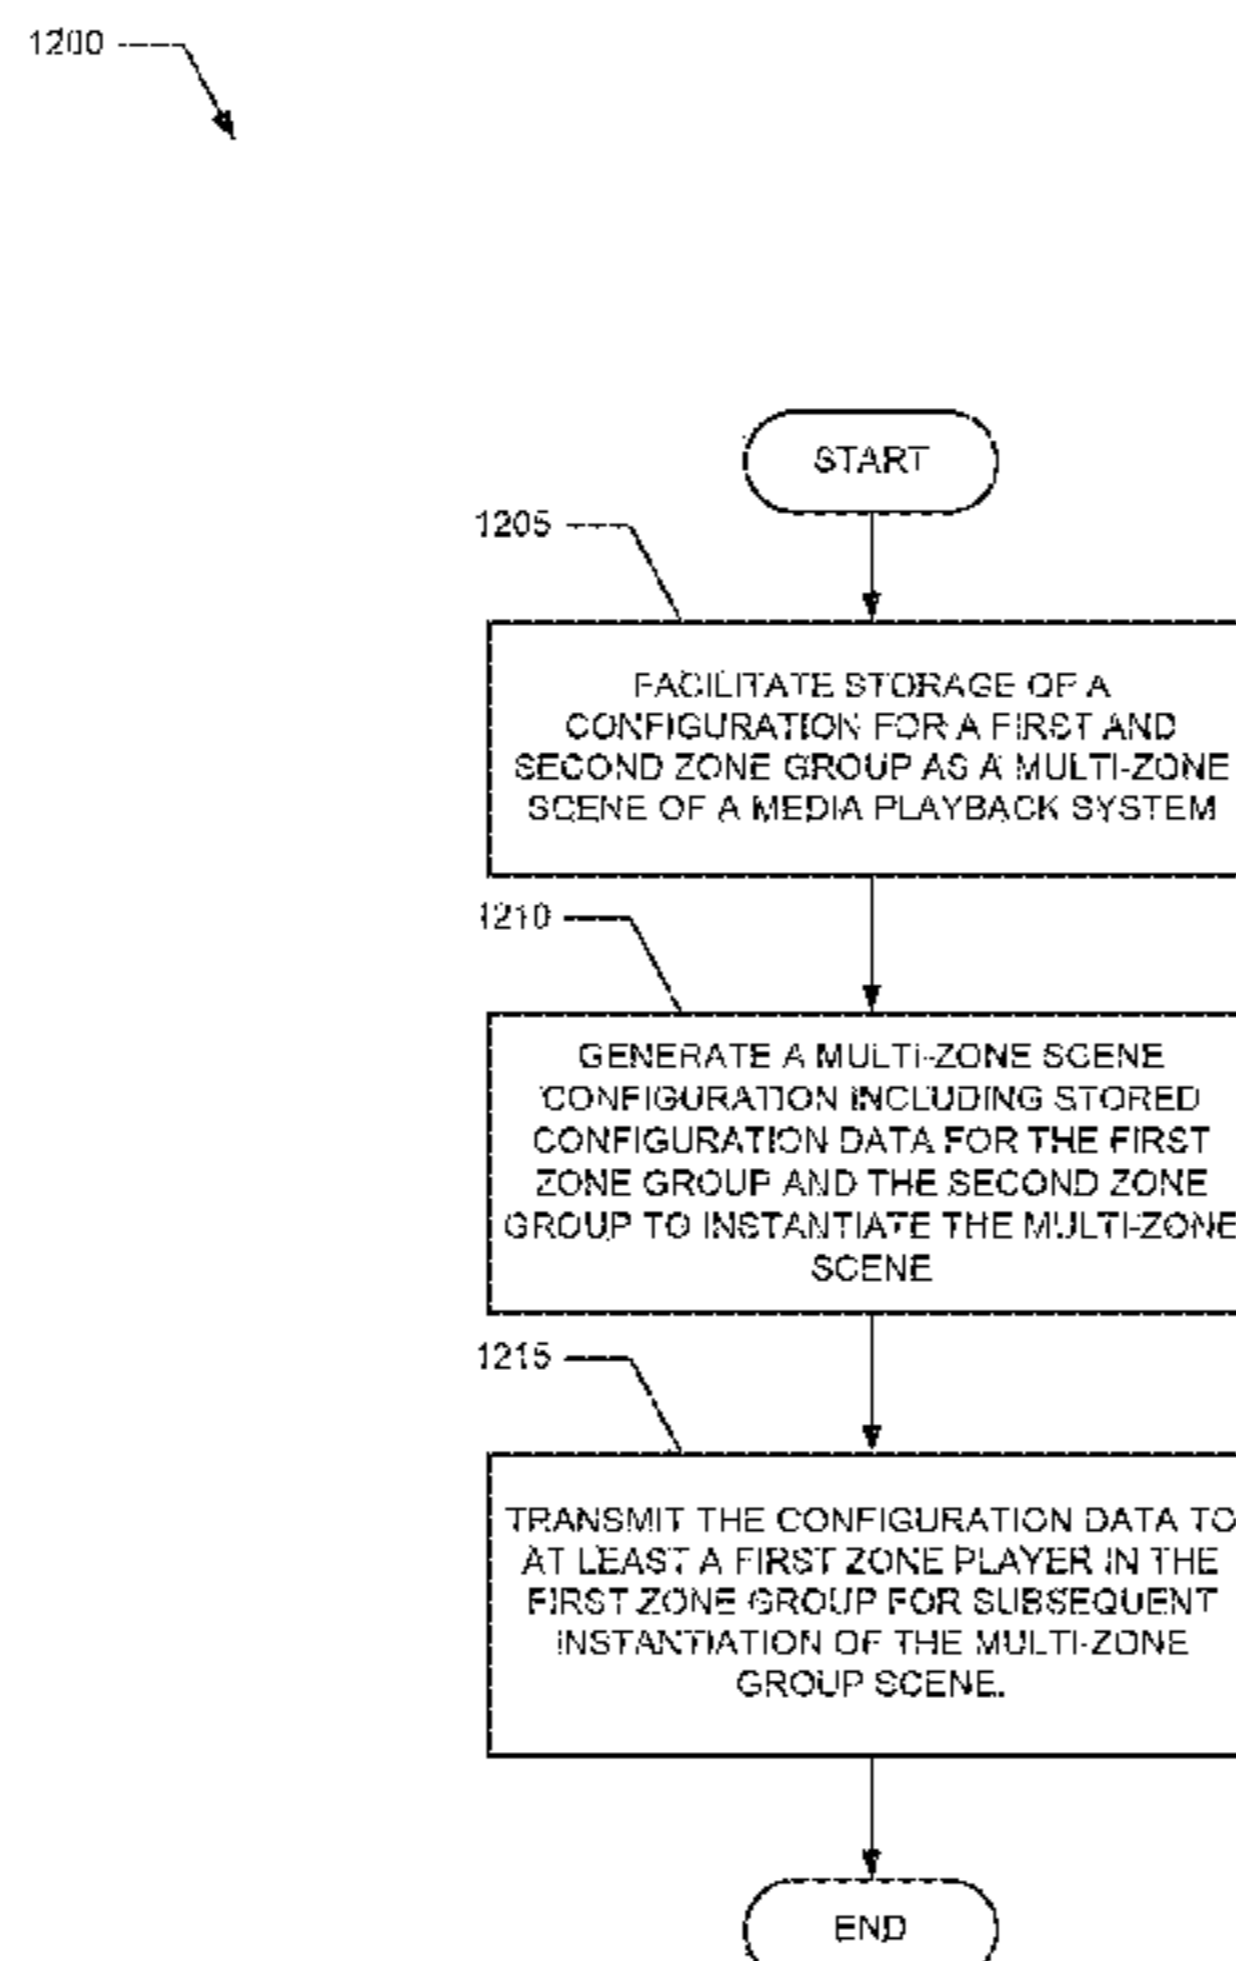 1200
START
1205
FACILITATE STORAGE OF A
CONFIGURATION FOR A FIRST AND
SECOND ZONE GROUP AS A MULTI-ZONE
SCENE OF A MEDIA PLAYBACK SYSTEM
1210
GENERATE A MULTI-ZONE SCENE
CONFIGURATION INCLUDING STORED
CONFIGURATION DATA FOR THE FIRST
ZONE GROUP AND THE SECOND ZONE
GROUP TO INSTANTIATE THE MULTI-ZONE
SCENE
1215
TRANSMIT THE CONFIGURATION DATA TO
AT LEAST A FIRST ZONE PLAYER IN THE
FIRST ZONE GROUP FOR SUBSEQUENT
INSTANTIATION OF THE MULTI-ZONE
GROUP SCENE.
END